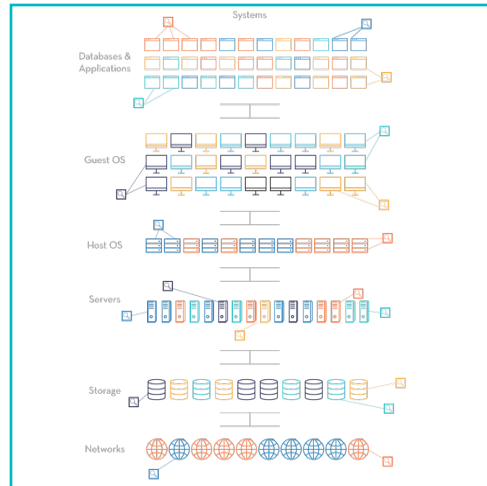 Systems
Databases &
Applications
Guest OS
Host OS
Servers
Storage
Networks